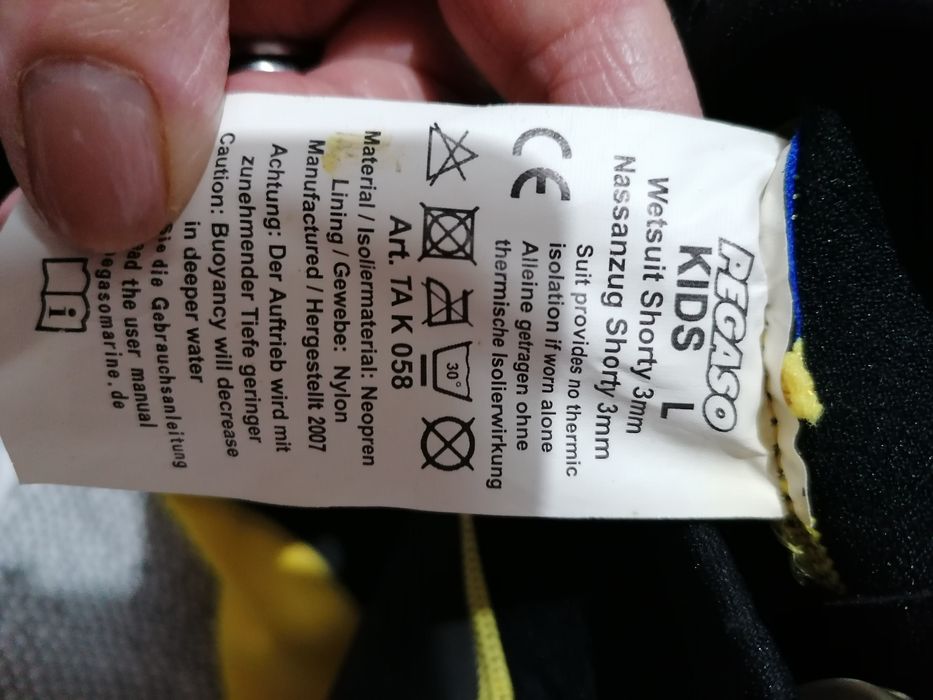 PEGASO
KIDS L
Wetsuit Shorty 3mm
Nassanzug Shorty 3mm
Suit provides no thermic
isolation if worn alone
Alleine getragen ohne
thermische Isolierwirkung
CE
30°
Art. TA K 058
Material / Isoliermaterial: Neopren
Lining / Gewebe: Nylon
Manufactured / Hergestellt 2007
Achtung: Der Auftrieb wird mit
zunehmender Tiefe geringer
Caution: Buoyancy will decrease
in deeper water
die Gebrauchsanleitung
the user manual
i